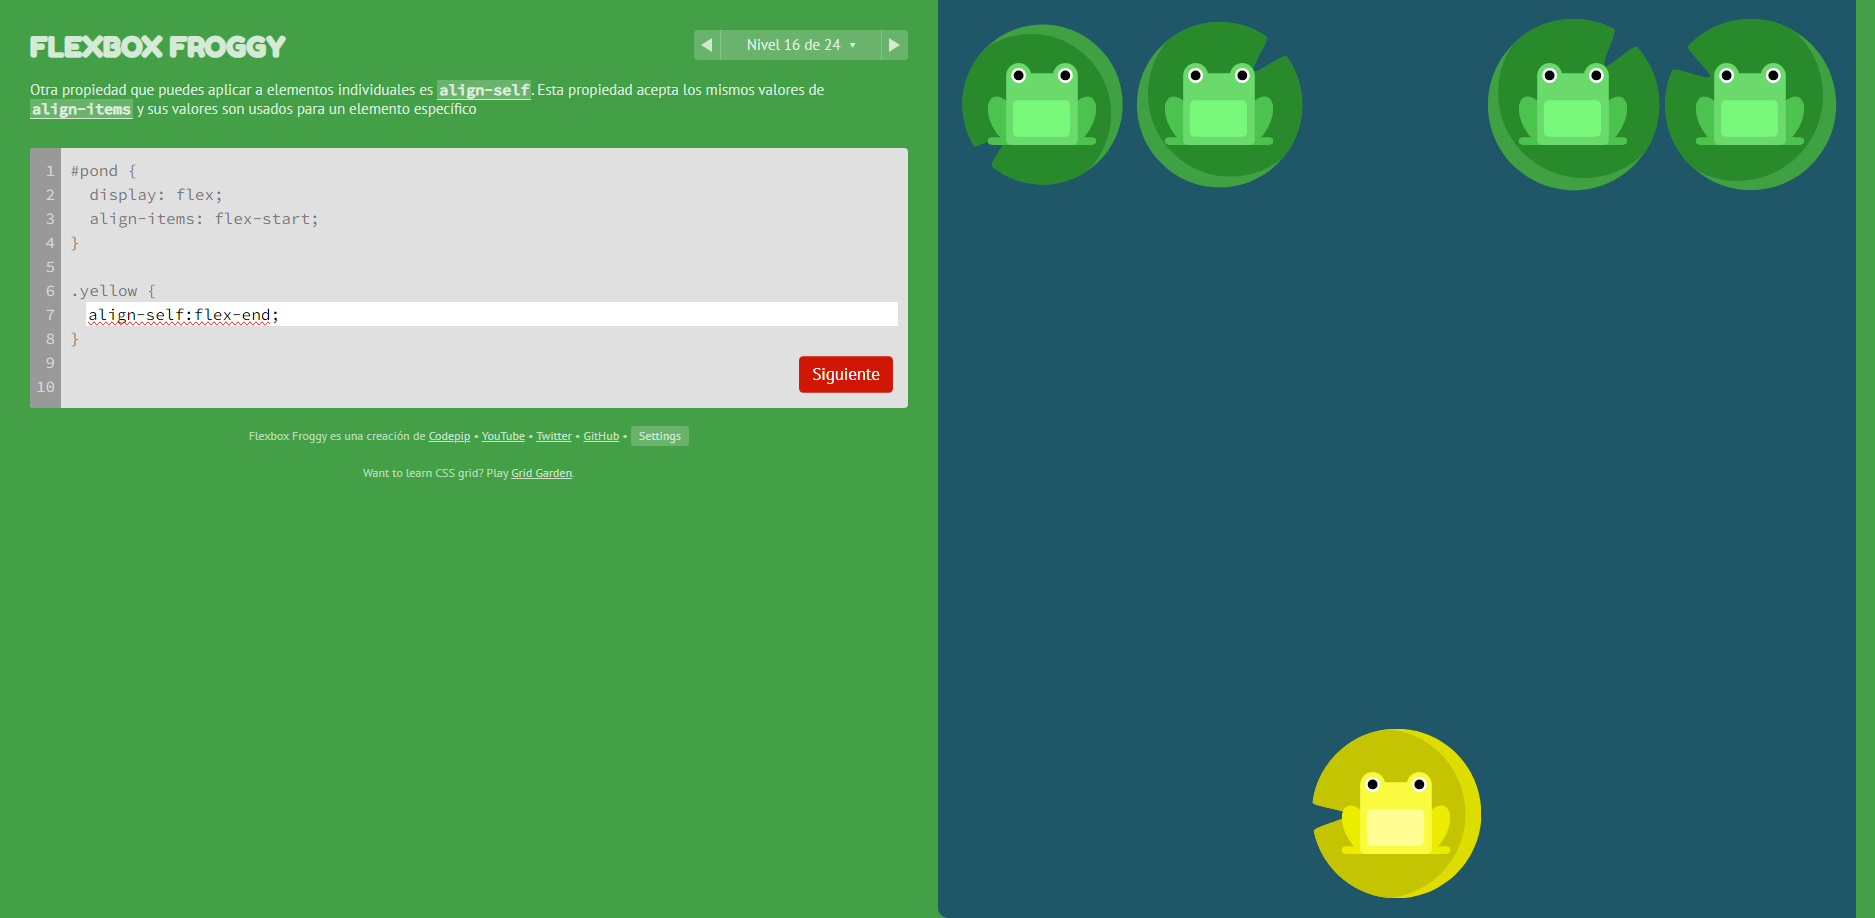 FLEXBOX FROGGY
Nivel 16 de 24 ▾
Otra propiedad que puedes aplicar a elementos individuales es align-self. Esta propiedad acepta los mismos valores de
align-items y sus valores son usados para un elemento específico
1 #pond {
2 display: flex;
3 align-items: flex-start;
4 }
5
6 .yellow {
7 align-self:flex-end;
8 }
9
10
Siguiente
Flexbox Froggy es una creación de Codepip • YouTube • Twitter • GitHub • Settings
Want to learn CSS grid? Play Grid Garden.